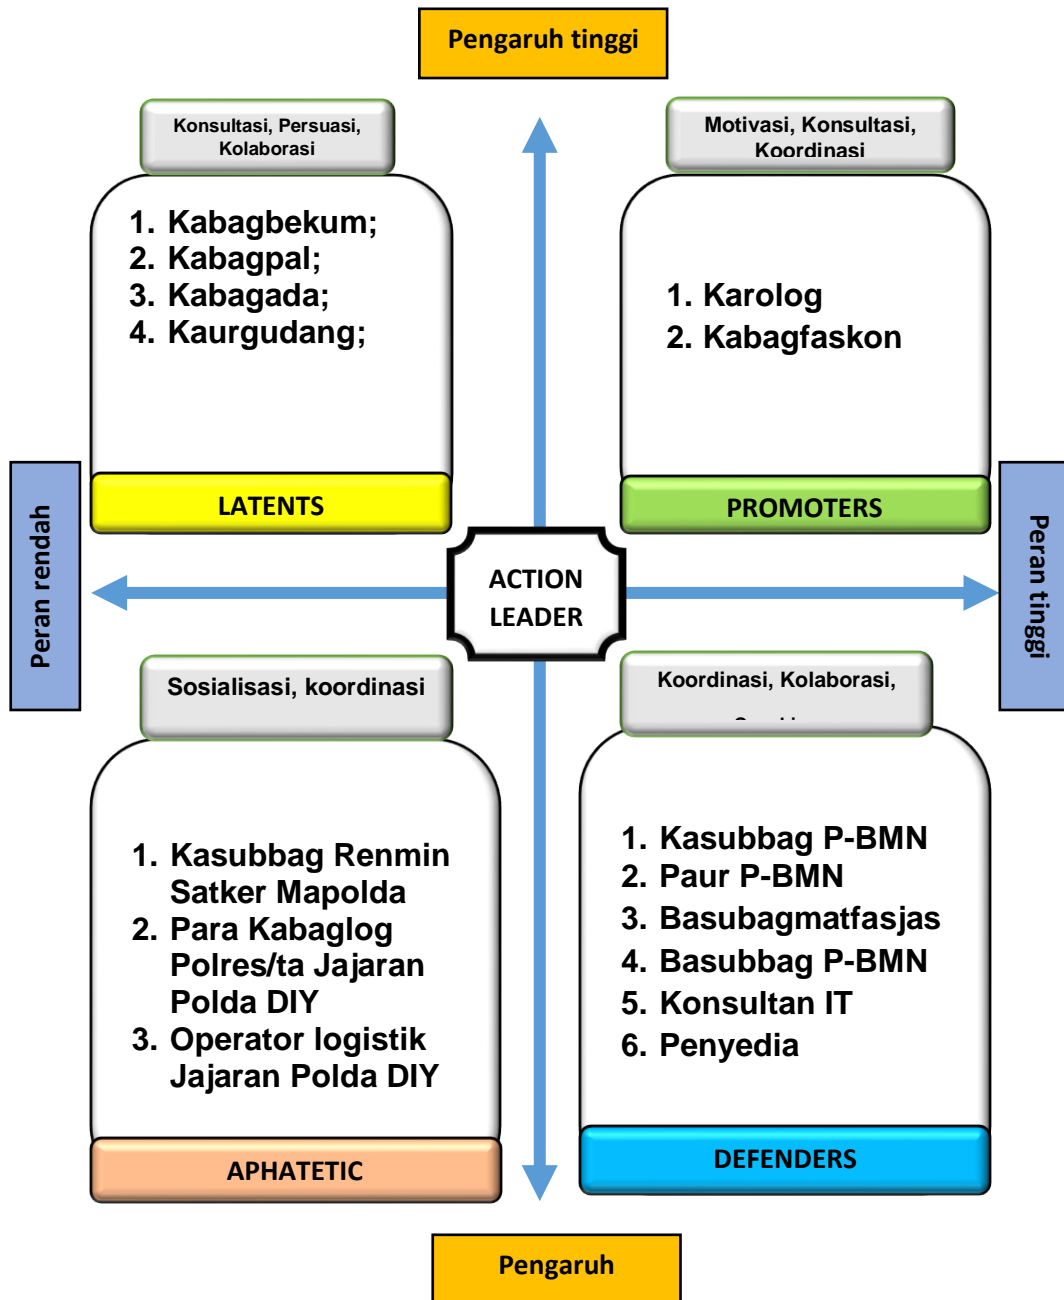 Pengaruh tinggi
Konsultasi, Persuasi,
Kolaborasi
1. Kabagbekum;
2. Kabagpal;
3. Kabagada;
4. Kaurgudang;
LATENTS
Motivasi, Konsultasi,
Koordinasi
1. Karolog
2. Kabagfaskon
PROMOTERS
Peran rendah
ACTION
LEADER
Peran tinggi
Sosialisasi, koordinasi
1. Kasubbag Renmin
Satker Mapolda
2. Para Kabaglog
Polres/ta Jajaran
Polda DIY
3. Operator logistik
Jajaran Polda DIY
APHATETIC
Koordinasi, Kolaborasi,
1. Kasubbag P-BMN
2. Paur P-BMN
3. Basubagmatfasjas
4. Basubbag P-BMN
5. Konsultan IT
6. Penyedia
DEFENDERS
Pengaruh